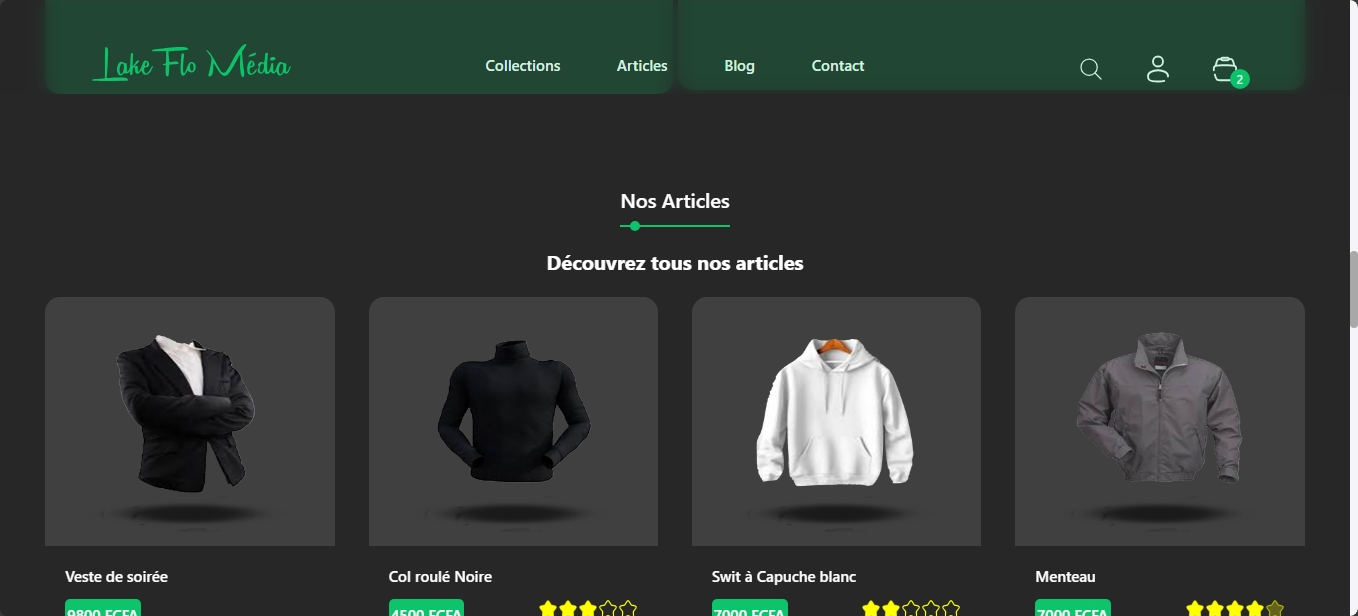 Lake Flo Média
Collections Articles Blog Contact
2
Nos Articles
Découvrez tous nos articles
Veste de soirée Col roulé Noire Swit à Capuche blanc Menteau
9800 FCFA 4500 FCFA 7000 FCFA 7000 FCFA